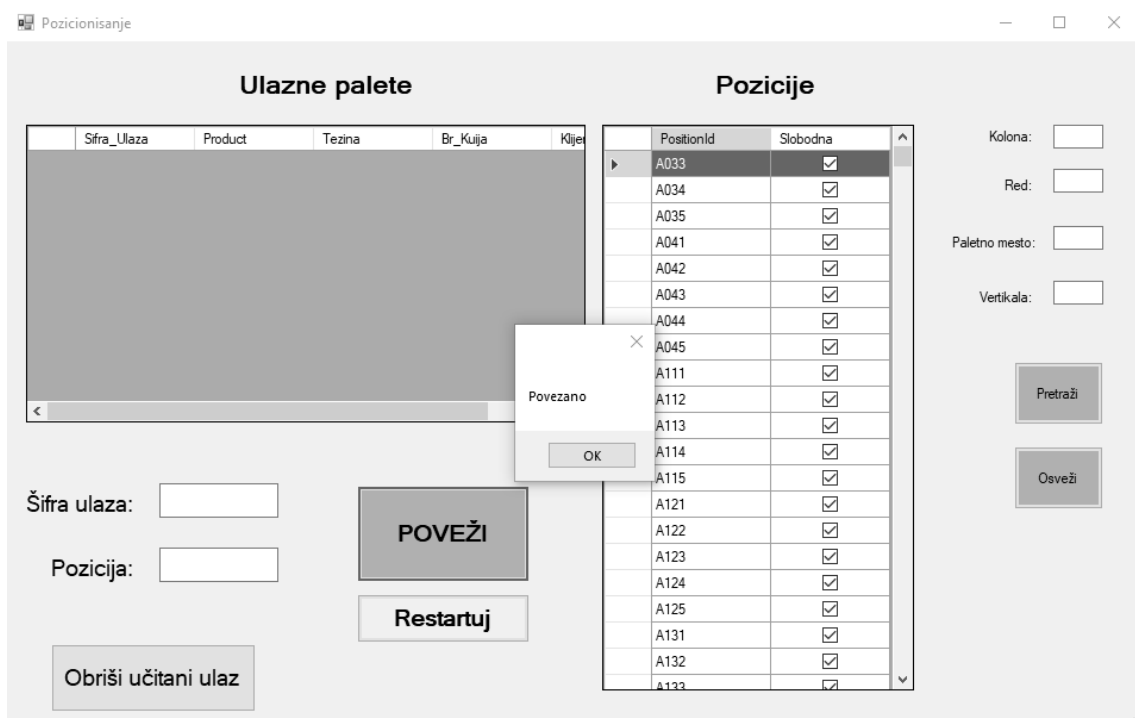 Pozicionisanje
Ulazne palete
Pozicije
Sifra_Ulaza Product Tezina Br_Kuija Klijer
PositionId Slobodna
A033
A034
A035
A041
A042
A043
A044
A045
A111
A112
A113
A114
A115
A121
A122
A123
A124
A125
A131
A132
A133
Kolona:
Red:
Paletno mesto:
Vertikala:
Pretraži
Osveži
Povezano
OK
Šifra ulaza:
Pozicija:
POVEŽI
Restartuj
Obriši učitani ulaz